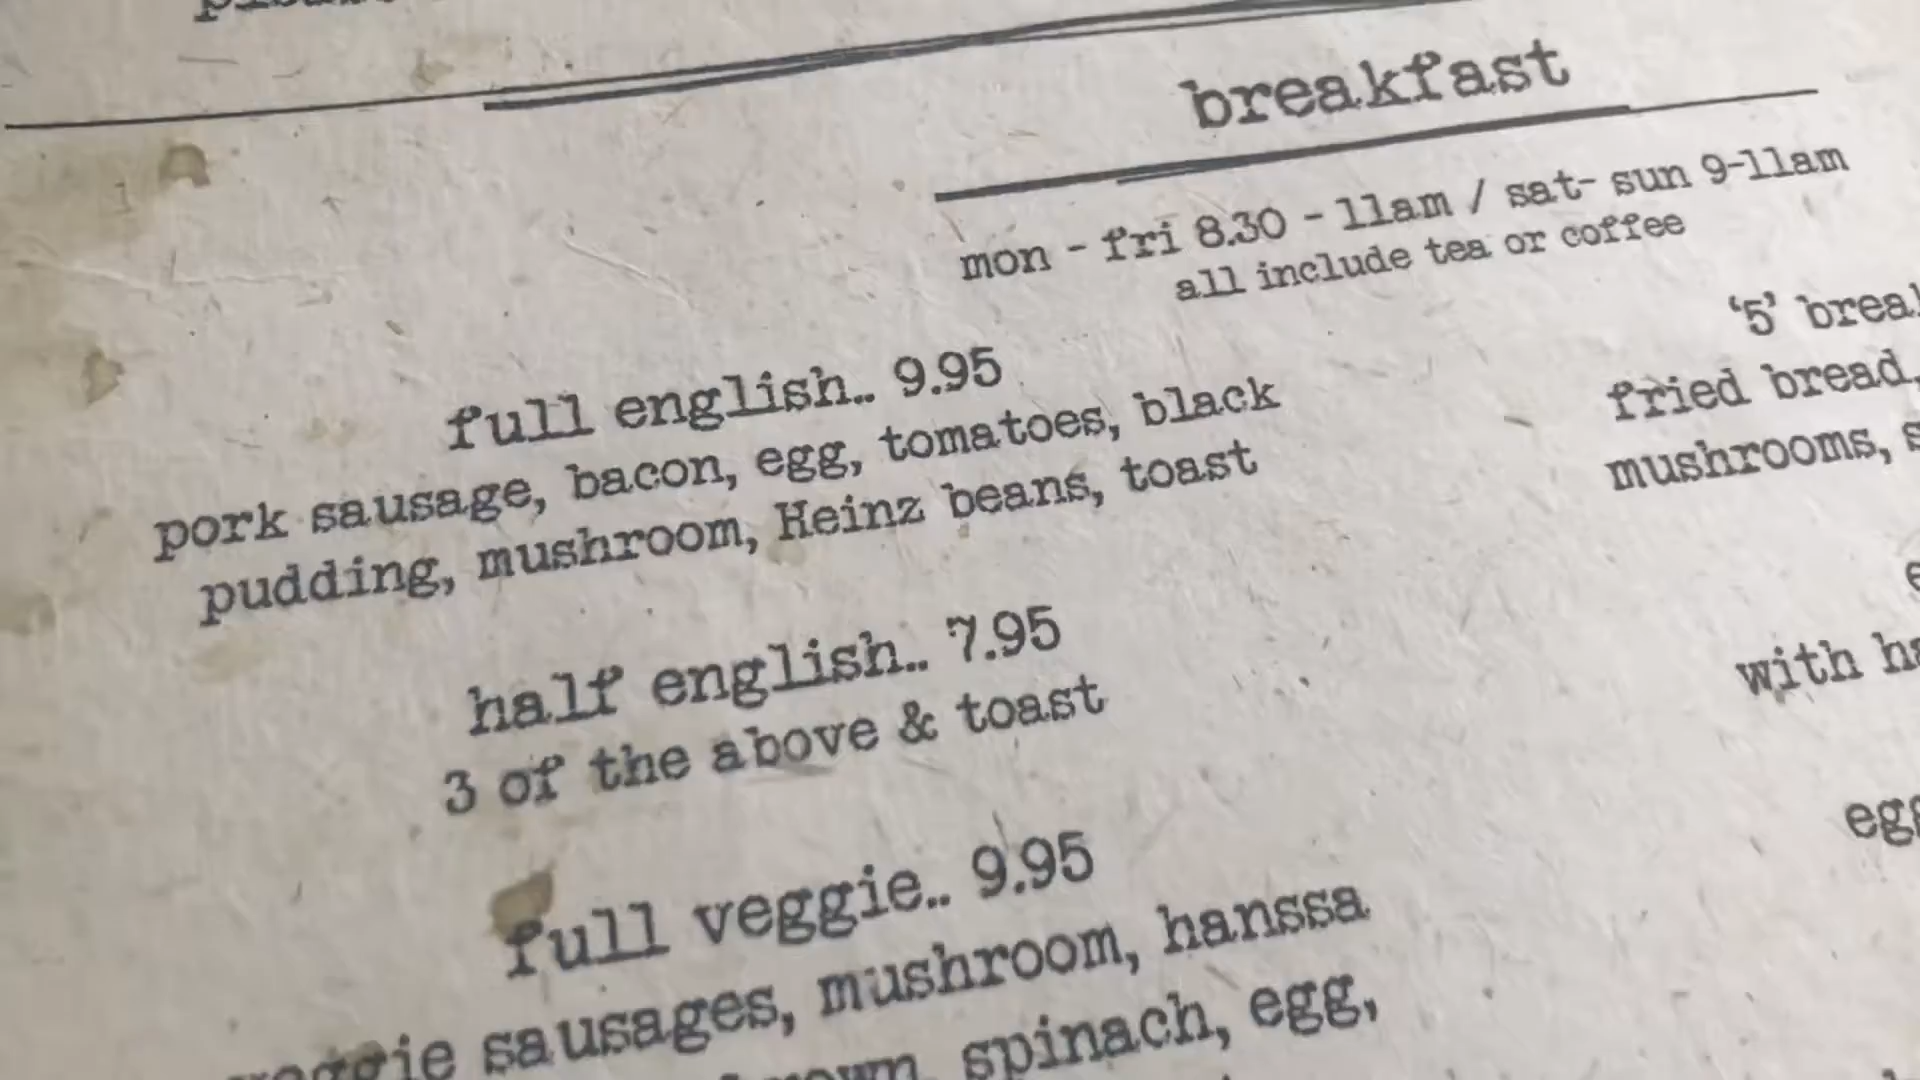 breakfast
mon - fri 8.30 - 11am / sat- sun 9-11am
all include tea or coffee
full english.. 9.95
pork sausage, bacon, egg, tomatoes, black
pudding, mushroom, Heinz beans, toast
half english.. 7.95
3 of the above & toast
full veggie.. 9.95
veggie sausages, mushroom, hanssa
spinach, egg,
'5'
fried bread,
mushrooms,
with